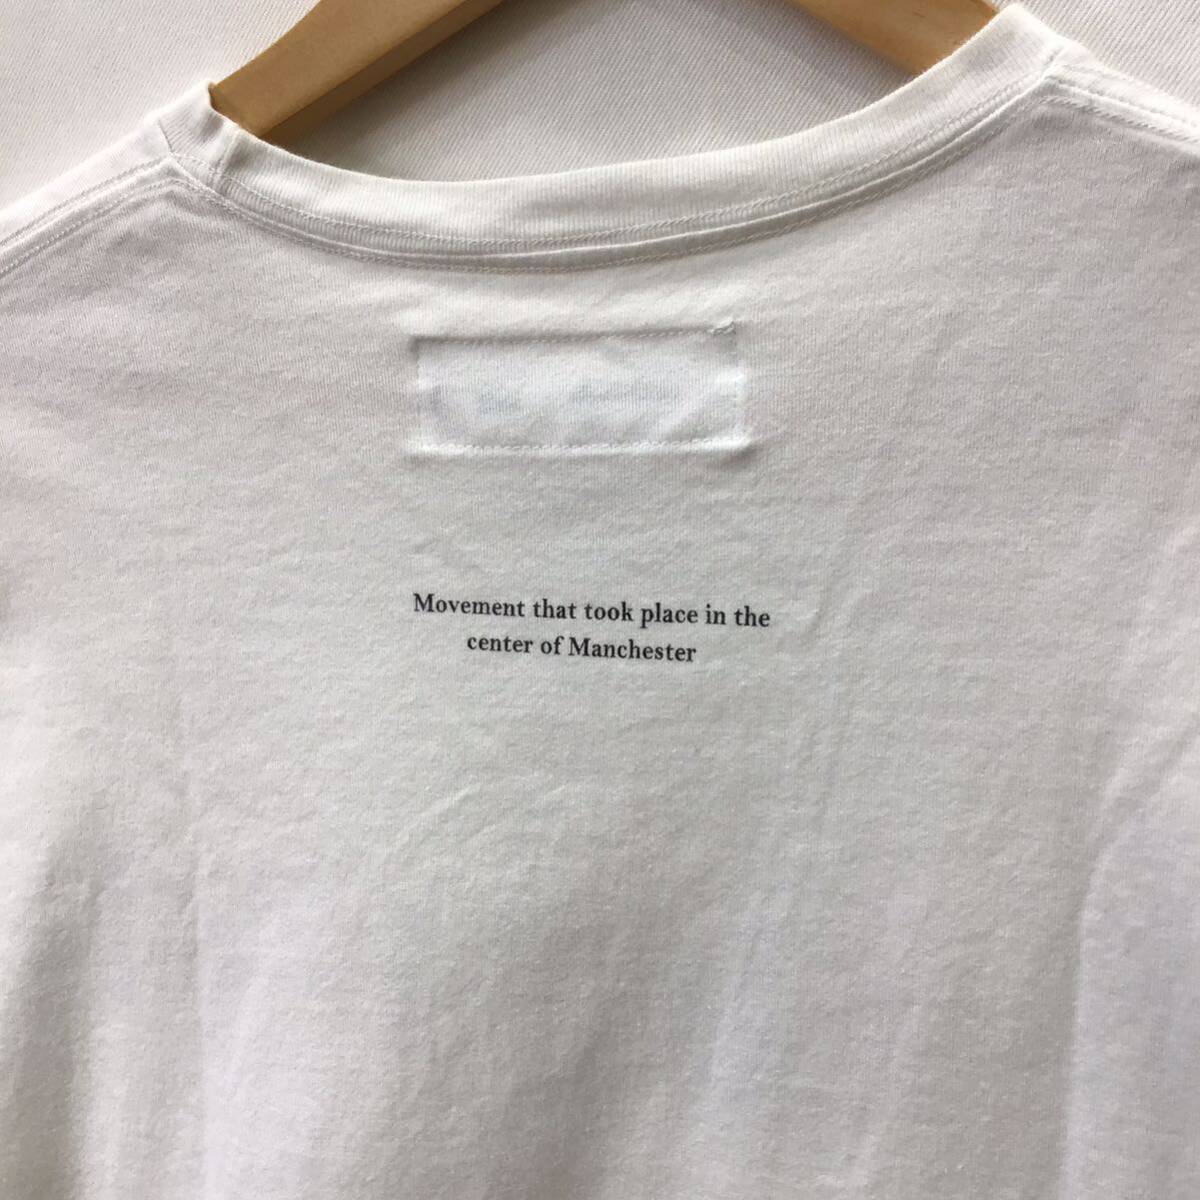 Movement that took place in the
center of Manchester